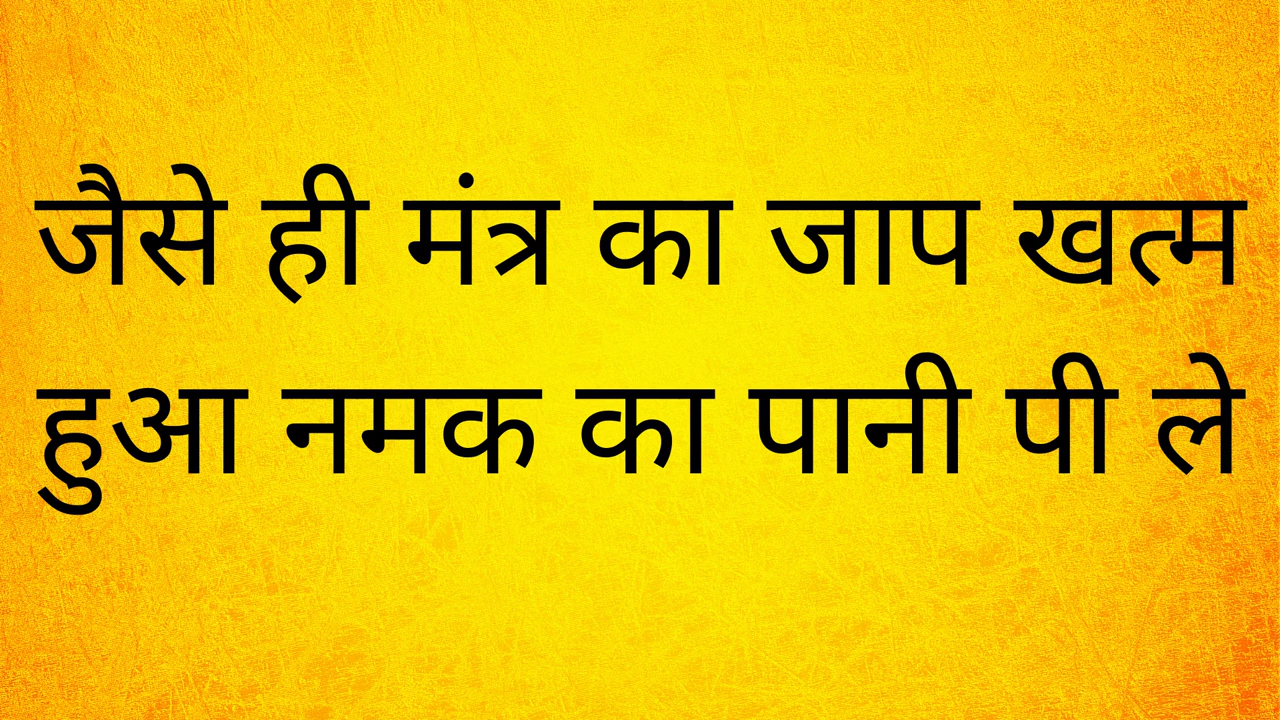 जैसे ही मंत्र का जाप खत्म
हुआ नमक का पानी पी ले